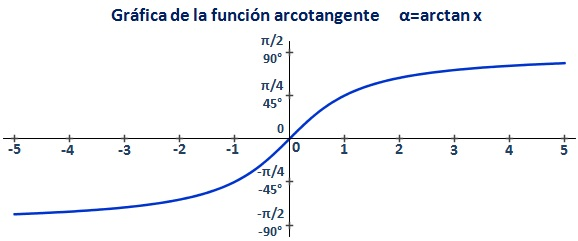 Gráfica de la función arcotangente α=arctan x
π/2
90°
π/4
45°
0
-5 -4 -3 -2 -1 0 1 2 3 4 5
-π/4
-45°
-π/2
-90°